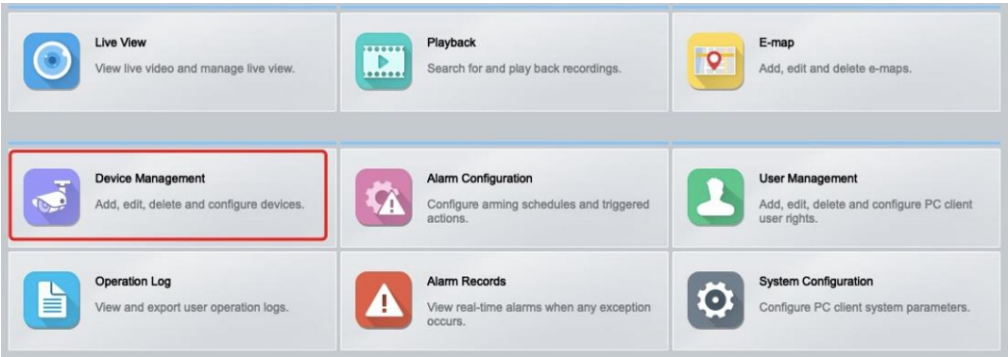 Live View
View live video and manage live view.
Playback
Search for and play back recordings.
E-map
Add, edit and delete e-maps.
Device Management
Add, edit, delete and configure devices.
Alarm Configuration
Configure arming schedules and triggered
actions.
User Management
Add, edit, delete and configure PC client
user rights.
Operation Log
View and export user operation logs.
Alarm Records
View real-time alarms when any exception
occurs.
System Configuration
Configure PC client system parameters.